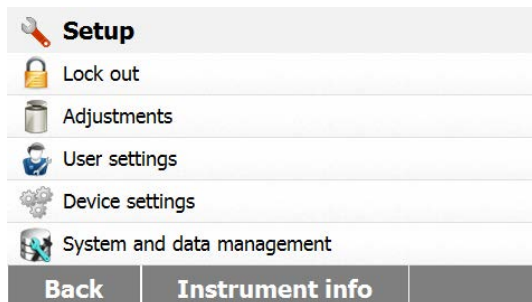 Setup
Lock out
Adjustments
User settings
Device settings
System and data management
Back Instrument info